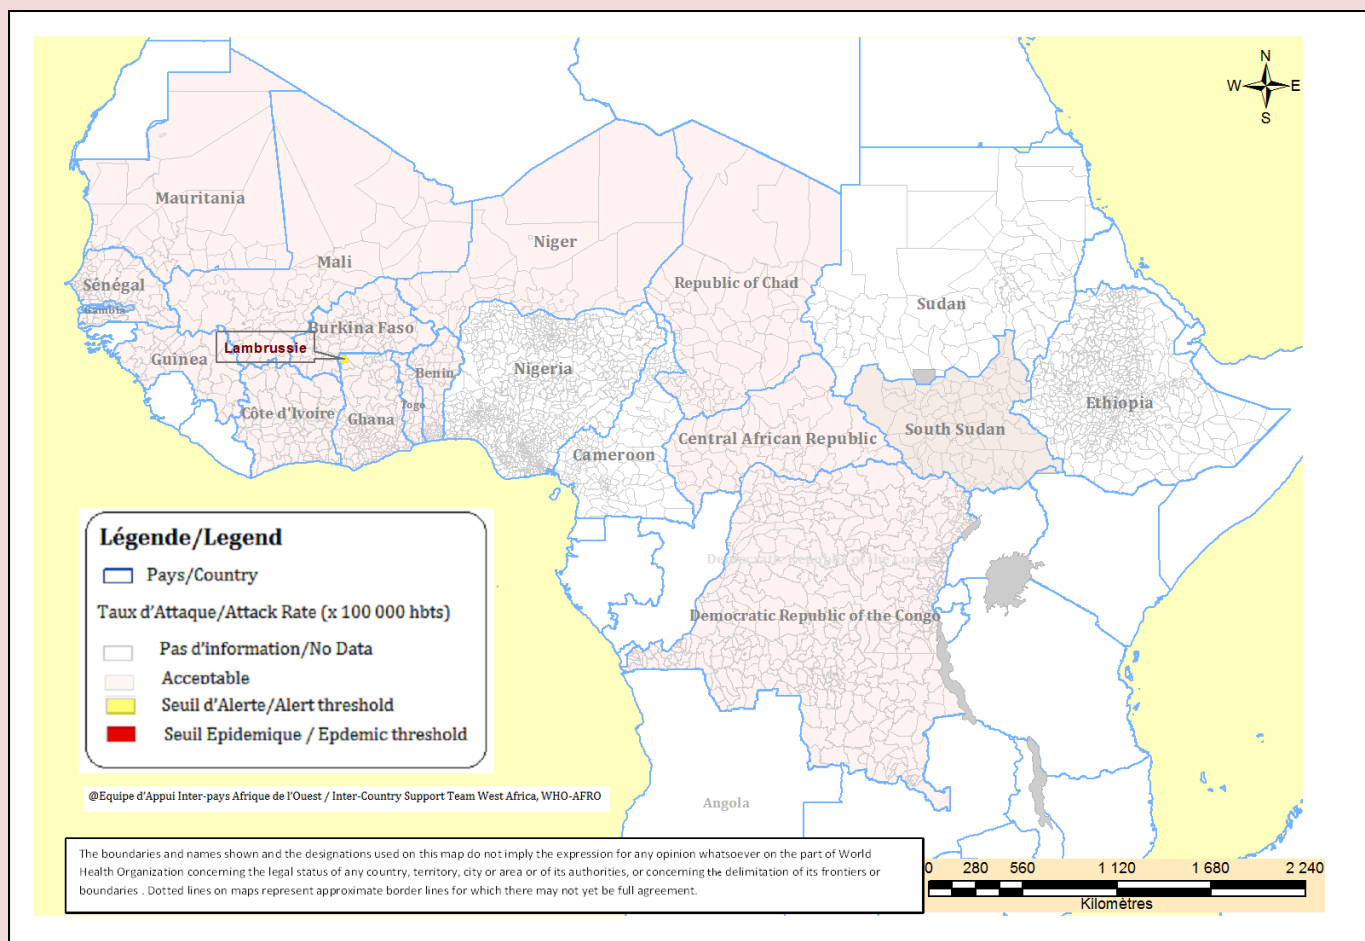 N
W E
S
Mauritania
Mali
Niger
Republic of Chad
Sudan
Sénégal
Gambia
Burkina Faso
Lambrussie
Guinea
Benin
Nigeria
Togo
Côte d'Ivoire
Ghana
Ethiopia
South Sudan
Central African Republic
Cameroon
Democratic Republic of the Congo
Democratic Republic of the Congo
Angola
Légende/Legend
Pays/Country
Taux d'Attaque/Attack Rate (x 100 000 hbts)
Pas d'information/No Data
Acceptable
Seuil d'Alerte/Alert threshold
Seuil Epidemique / Epdemic threshold
@Equipe d'Appui Inter-pays Afrique de l'Ouest / Inter-Country Support Team West Africa, WHO-AFRO
The boundaries and names shown and the designations used on this map do not imply the expression for any opinion whatsoever on the part of World
Health Organization concerning the legal status of any country, territory, city or area or of its authorities, or concerning the delimitation of its frontiers or
boundaries . Dotted lines on maps represent approximate border lines for which there may not yet be full agreement.
0 280 560 1 120 1 680 2 240
Kilomètres